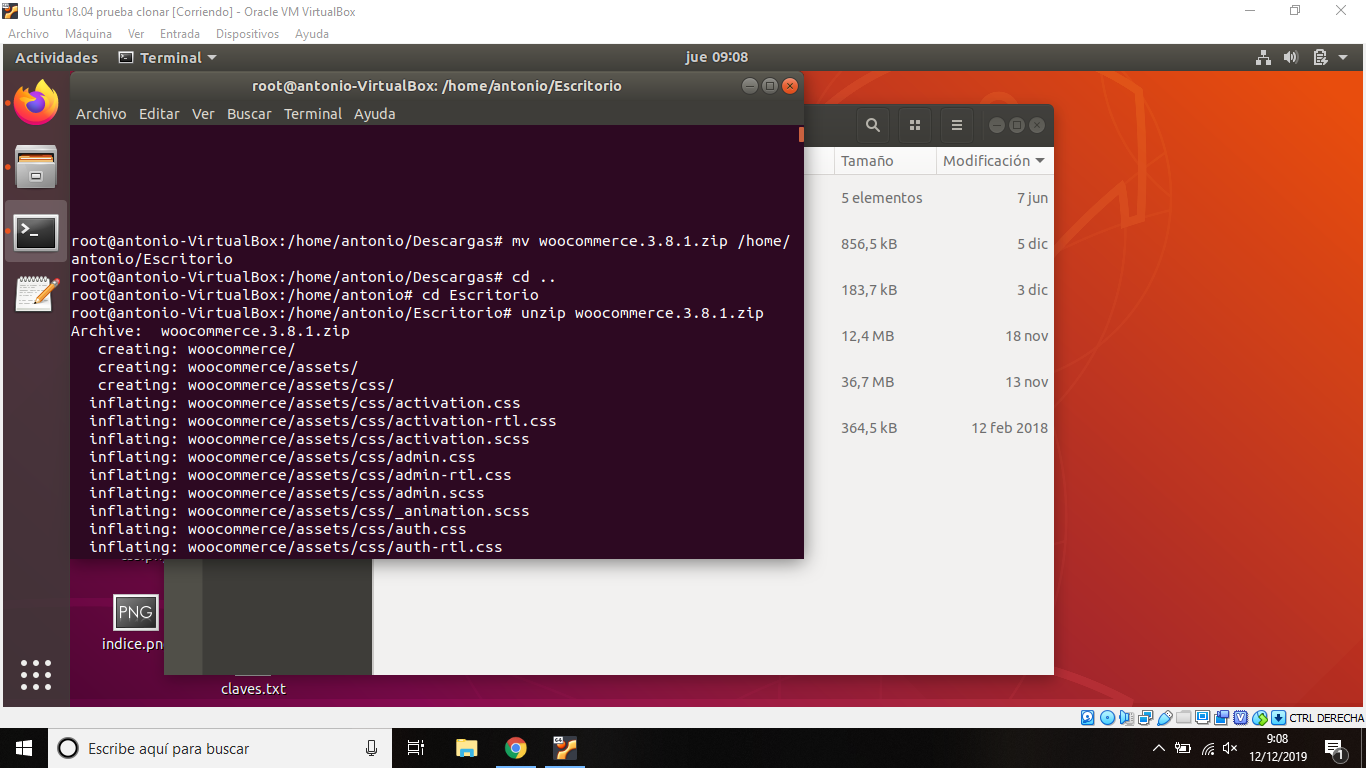 Ubuntu 18.04 prueba clonar [Corriendo] - Oracle VM VirtualBox
Archivo Máquina Ver Entrada Dispositivos Ayuda
Actividades Terminal jue 09:08
root@antonio-VirtualBox: /home/antonio/Escritorio
Archivo Editar Ver Buscar Terminal Ayuda
root@antonio-VirtualBox:/home/antonio/Descargas# mv woocommerce.3.8.1.zip /home/
antonio/Escritorio
root@antonio-VirtualBox:/home/antonio/Descargas# cd ..
root@antonio-VirtualBox:/home/antonio# cd Escritorio
root@antonio-VirtualBox:/home/antonio/Escritorio# unzip woocommerce.3.8.1.zip
Archive:  woocommerce.3.8.1.zip
   creating: woocommerce/
   creating: woocommerce/assets/
   creating: woocommerce/assets/css/
  inflating: woocommerce/assets/css/activation.css
  inflating: woocommerce/assets/css/activation-rtl.css
  inflating: woocommerce/assets/css/activation.scss
  inflating: woocommerce/assets/css/admin.css
  inflating: woocommerce/assets/css/admin-rtl.css
  inflating: woocommerce/assets/css/admin.scss
  inflating: woocommerce/assets/css/_animation.scss
  inflating: woocommerce/assets/css/auth.css
  inflating: woocommerce/assets/css/auth-rtl.css
Tamaño Modificación
5 elementos 7 jun
856,5 kB 5 dic
183,7 kB 3 dic
12,4 MB 18 nov
36,7 MB 13 nov
364,5 kB 12 feb 2018
PNG
indice.pn
claves.txt
CTRL DERECHA
Escribe aquí para buscar
9:08
12/12/2019
1